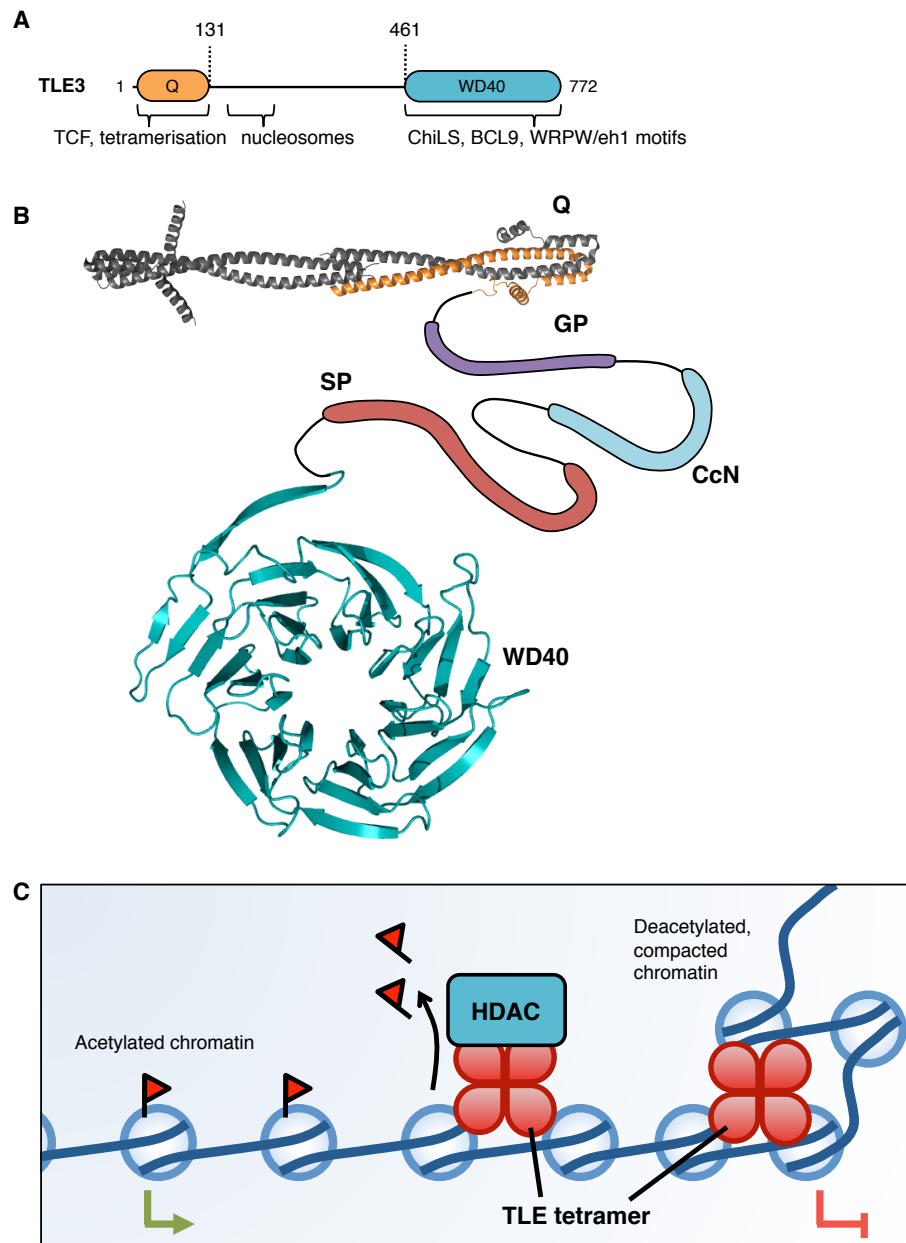 A
131 461
TLE3 1 Q WD40 772
TCF, tetramerisation nucleosomes ChiLS, BCL9, WRPW/eh1 motifs
B
Q
GP
SP
CcN
WD40
C
Deacetylated,
compacted
chromatin
HDAC
Acetylated chromatin
TLE tetramer